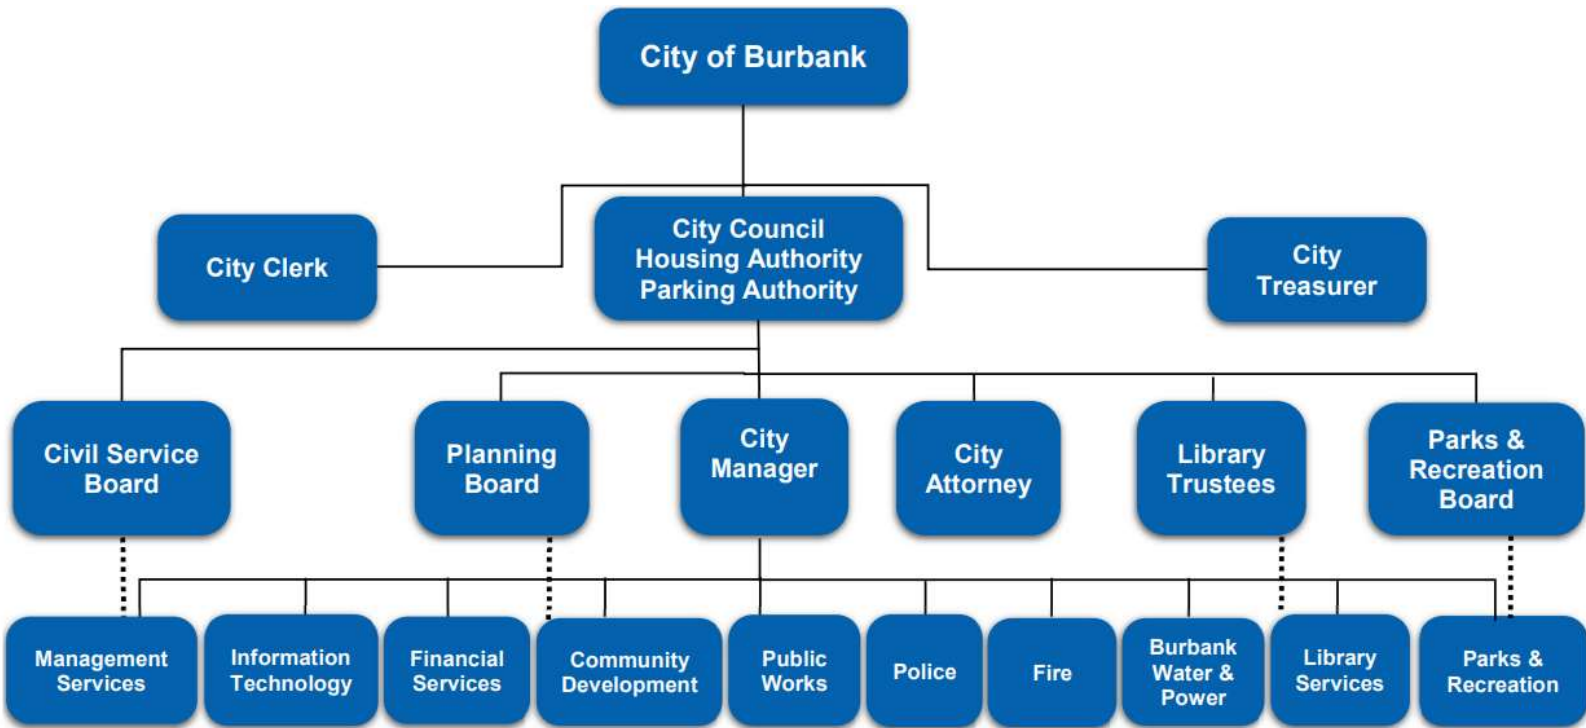 City of Burbank
City Clerk
City Council
Housing Authority
Parking Authority
City
Treasurer
Civil Service
Board
Planning
Board
City
Manager
City
Attorney
Library
Trustees
Parks &
Recreation
Board
Management
Services
Information
Technology
Financial
Services
Community
Development
Public
Works
Police
Fire
Burbank
Water &
Power
Library
Services
Parks &
Recreation